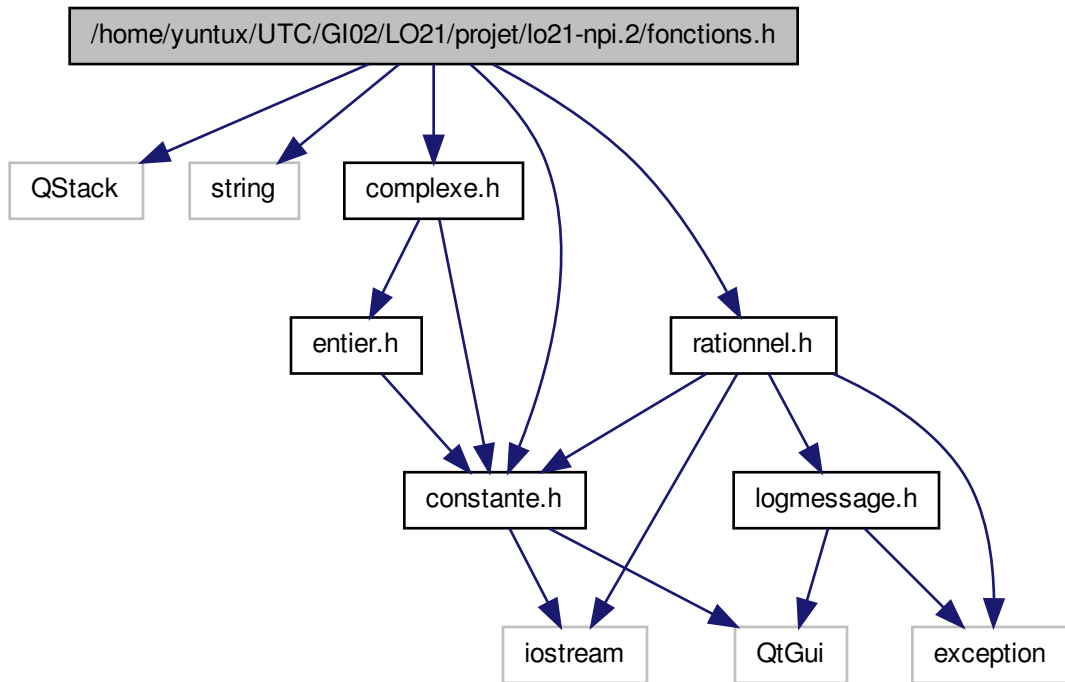 /home/yuntux/UTC/GI02/LO21/projet/lo21-npi.2/fonctions.h
QStack
string
complexe.h
entier.h
rationnel.h
constante.h
logmessage.h
iostream
QtGui
exception